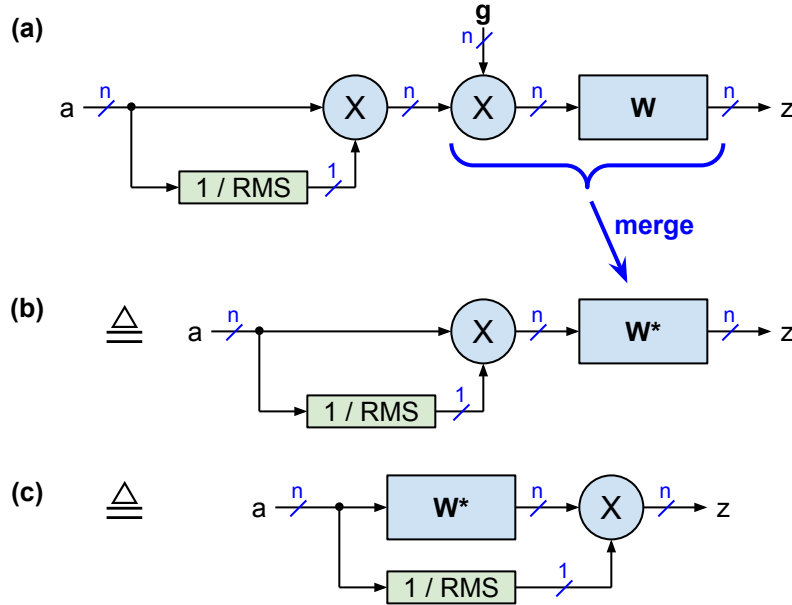 (a)
g
n
a n X n X n W n z
1 / RMS 1
merge
(b)
≜ a n X n W* n z
1 / RMS 1
(c)
≜ a n W* n X n z
1 / RMS 1